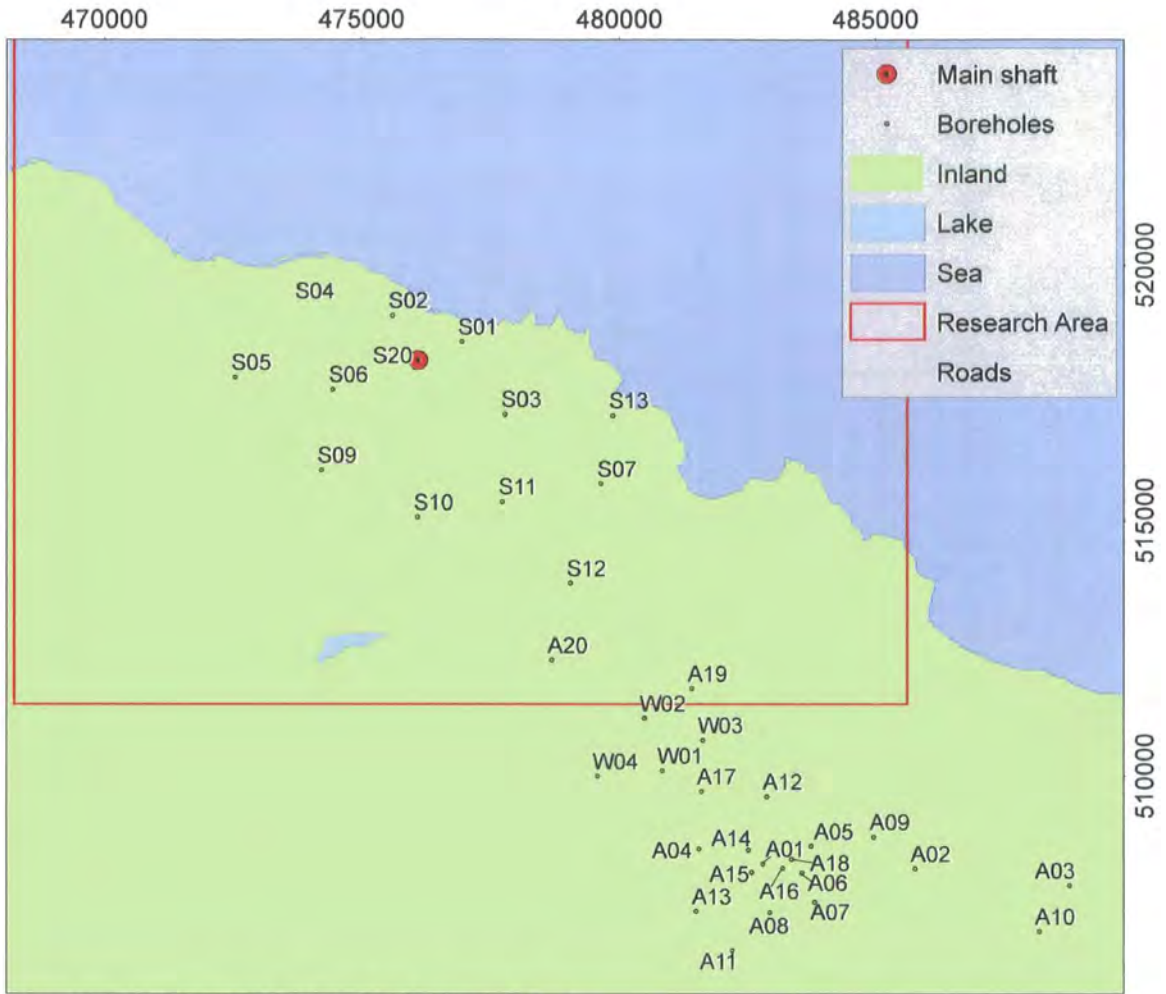 470000 475000 480000 485000
Main shaft
Boreholes
Inland
Lake
Sea
Research Area
Roads
520000
515000
510000
S04
S02
S01
S20
S05
S06
S03
S13
S09
S07
S11
S10
S12
A20
A19
W02
W03
W04
W01
A17
A12
A09
A05
A14
A01
A04
A02
A18
A15
A03
A16
A06
A13
A07
A08
A10
A11